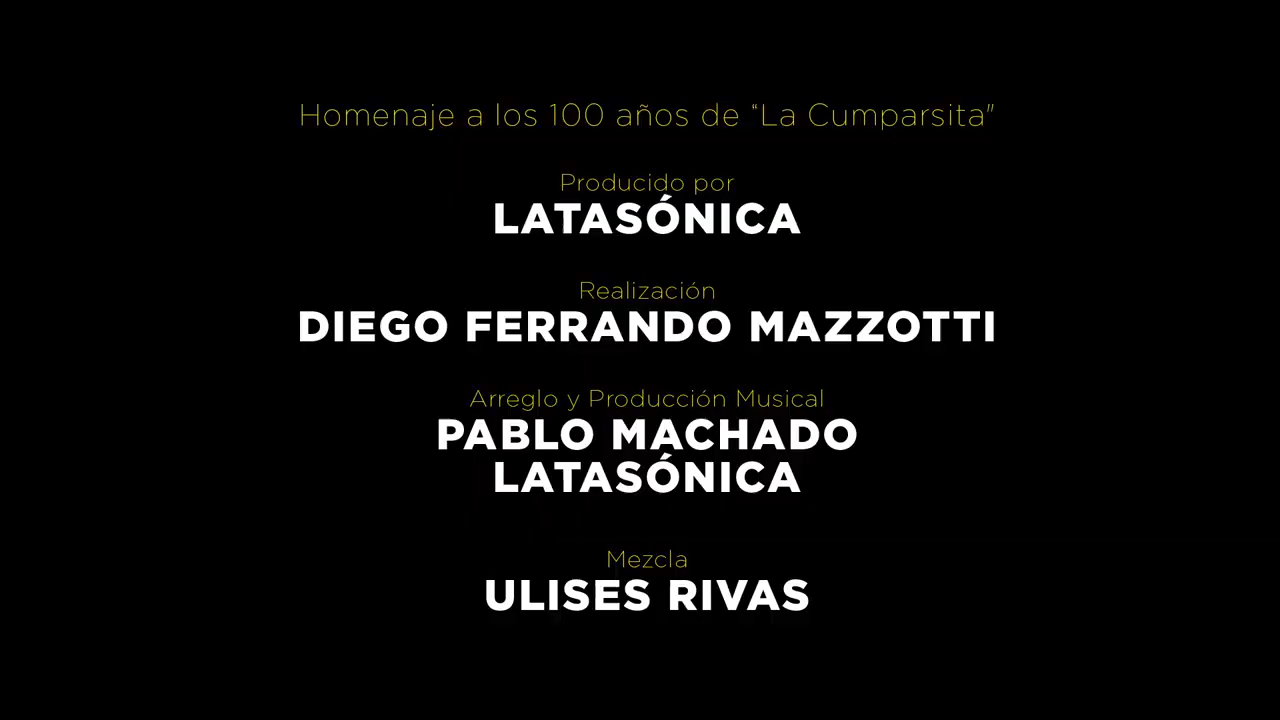 Homenaje a los 100 años de “La Cumparsita"
Producido por
LATASÓNICA
Realización
DIEGO FERRANDO MAZZOTTI
Arreglo y Producción Musical
PABLO MACHADO
LATASÓNICA
Mezcla
ULISES RIVAS